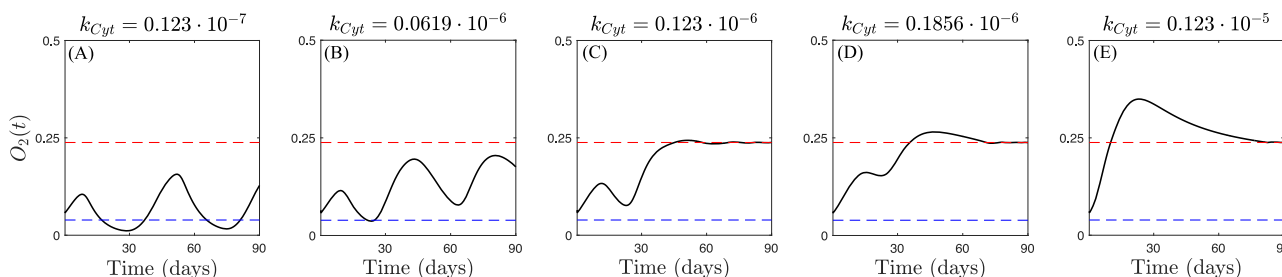 k_{Cyt} = 0.123 · 10^{-7}
k_{Cyt} = 0.0619 · 10^{-6}
k_{Cyt} = 0.123 · 10^{-6}
k_{Cyt} = 0.1856 · 10^{-6}
k_{Cyt} = 0.123 · 10^{-5}
(A)
(B)
(C)
(D)
(E)
O_2(t)
0.5
0.25
0
0.5
0.25
0
0.5
0.25
0
0.5
0.25
0
0.5
0.25
0
30 60 90
30 60 90
30 60 90
30 60 90
30 60 90
Time (days)
Time (days)
Time (days)
Time (days)
Time (days)